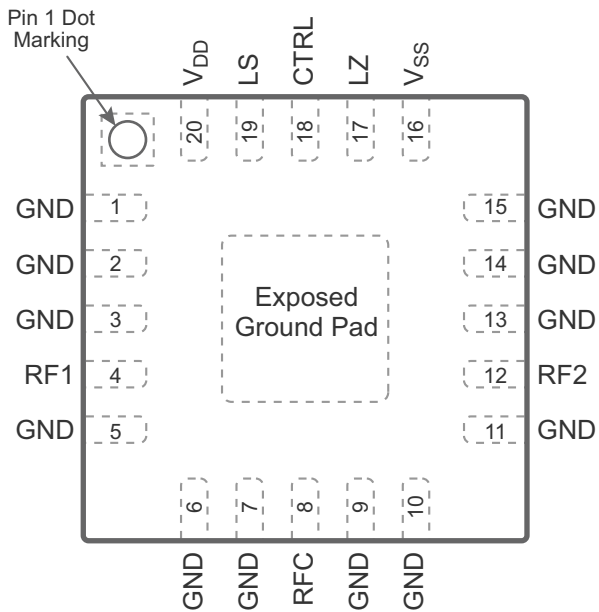 Pin 1 Dot
Marking
VDD
LS
CTRL
LZ
VSS
20
19
18
17
16
GND 1
15 GND
GND 2
14 GND
GND 3
13 GND
RF1 4
12 RF2
GND 5
11 GND
Exposed
Ground Pad
6
7
8
9
10
GND
GND
RFC
GND
GND